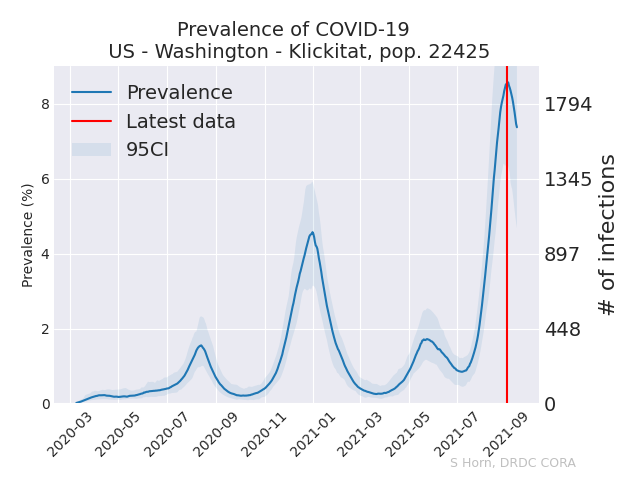 Prevalence of COVID-19
US - Washington - Klickitat, pop. 22425
Prevalence
Latest data
95CI
Prevalence (%)
8
6
4
2
0
1794
1345
897
448
0
# of infections
2020-03
2020-05
2020-07
2020-09
2020-11
2021-01
2021-03
2021-05
2021-07
2021-09
S Horn, DRDC CORA